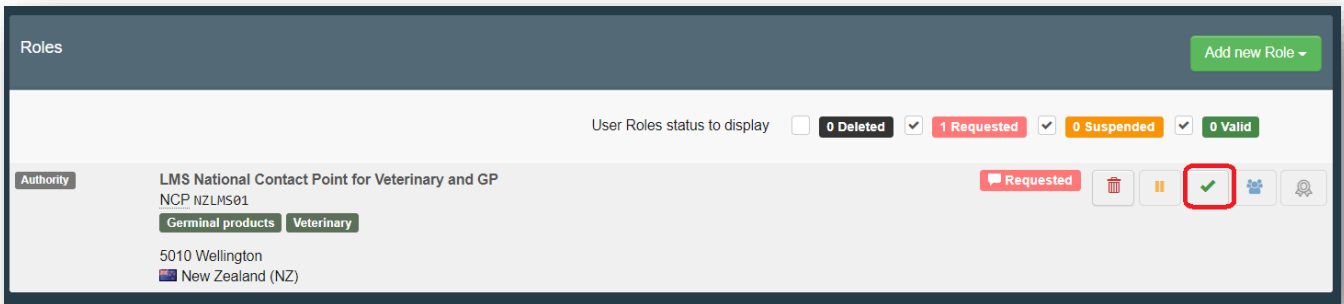 Roles
Add new Role
User Roles status to display 0 Deleted 1 Requested 0 Suspended 0 Valid
Authority LMS National Contact Point for Veterinary and GP Requested
NCP NZLMS01
Germinal products Veterinary
5010 Wellington
New Zealand (NZ)